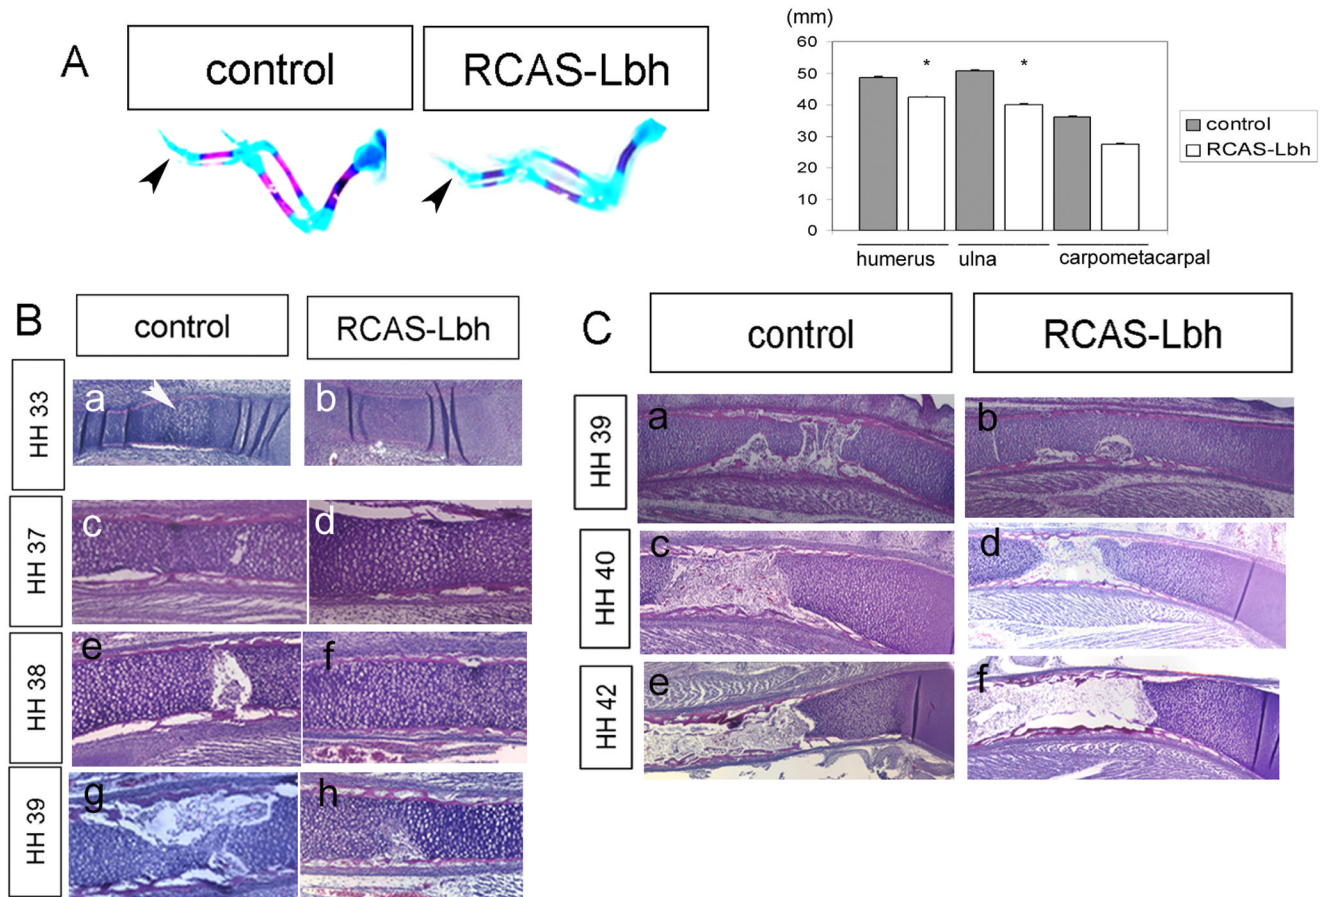 A
control
RCAS-Lbh
(mm)
60
50
40
30
20
10
0
*
*
humerus
ulna
carpometacarpal
control
RCAS-Lbh
B
control
RCAS-Lbh
HH 33
a
b
HH 37
c
d
HH 38
e
f
HH 39
g
h
C
control
RCAS-Lbh
HH 39
a
b
HH 40
c
d
HH 42
e
f